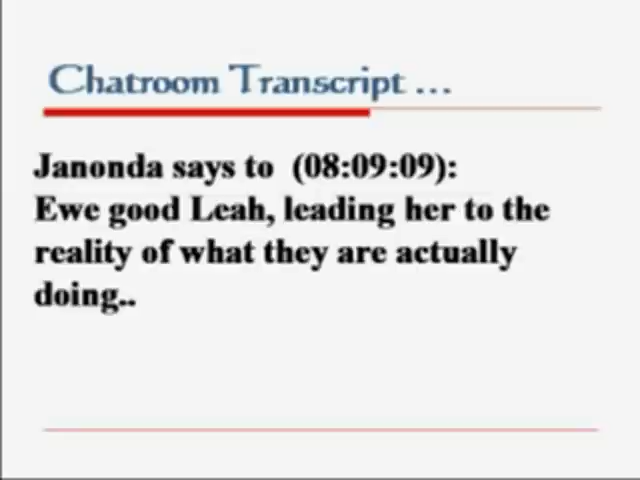 Chatroom Transcript ...
Janonda says to  (08:09:09):
Ewe good Leah, leading her to the
reality of what they are actually
doing..